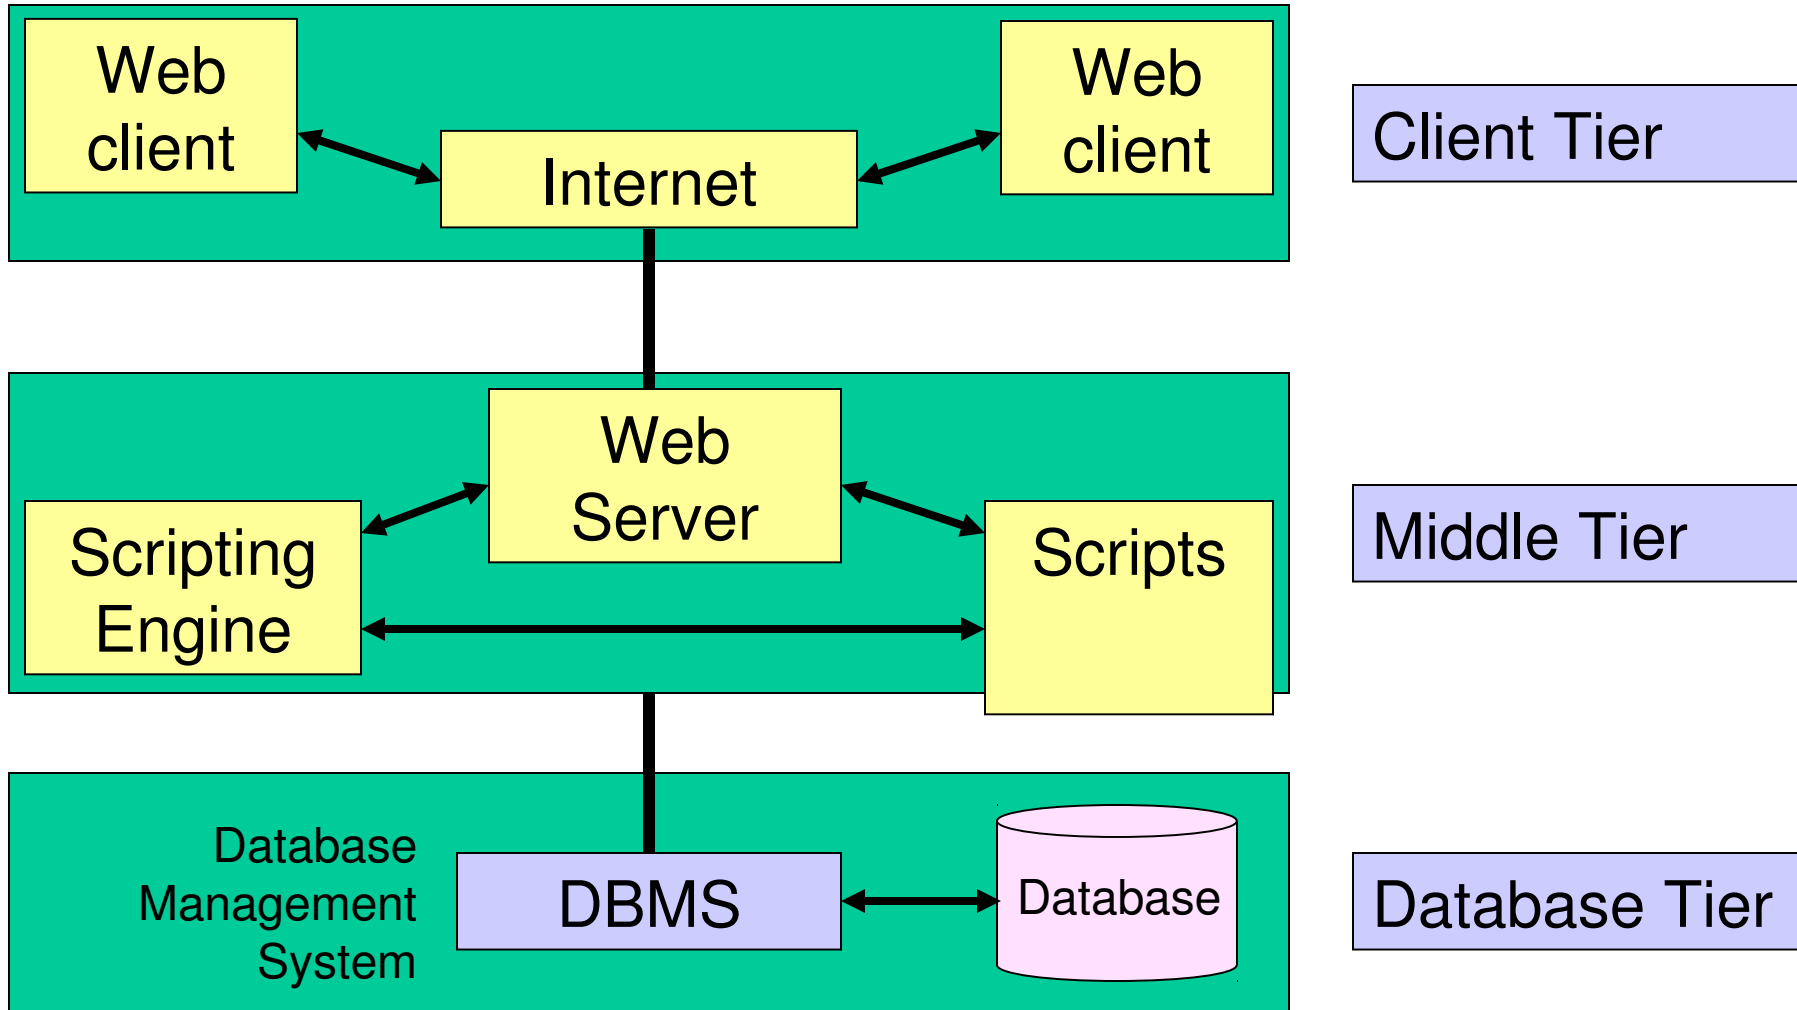 Web
client
Internet
Web
client
Client Tier
Web
Server
Scripting
Engine
Scripts
Middle Tier
Database
Management
System
DBMS
Database
Database Tier